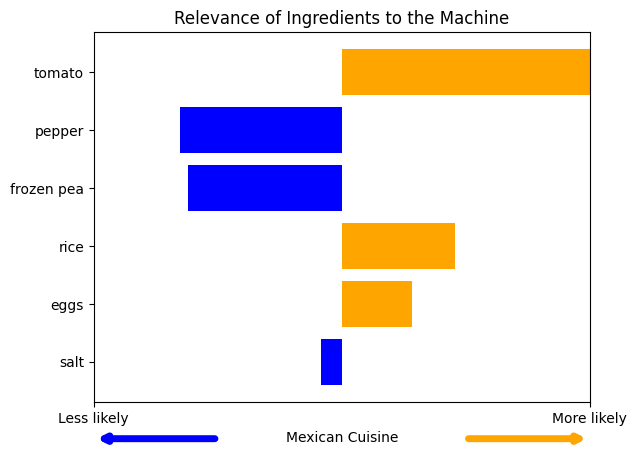 Relevance of Ingredients to the Machine
tomato
pepper
frozen pea
rice
eggs
salt
Less likely
More likely
Mexican Cuisine